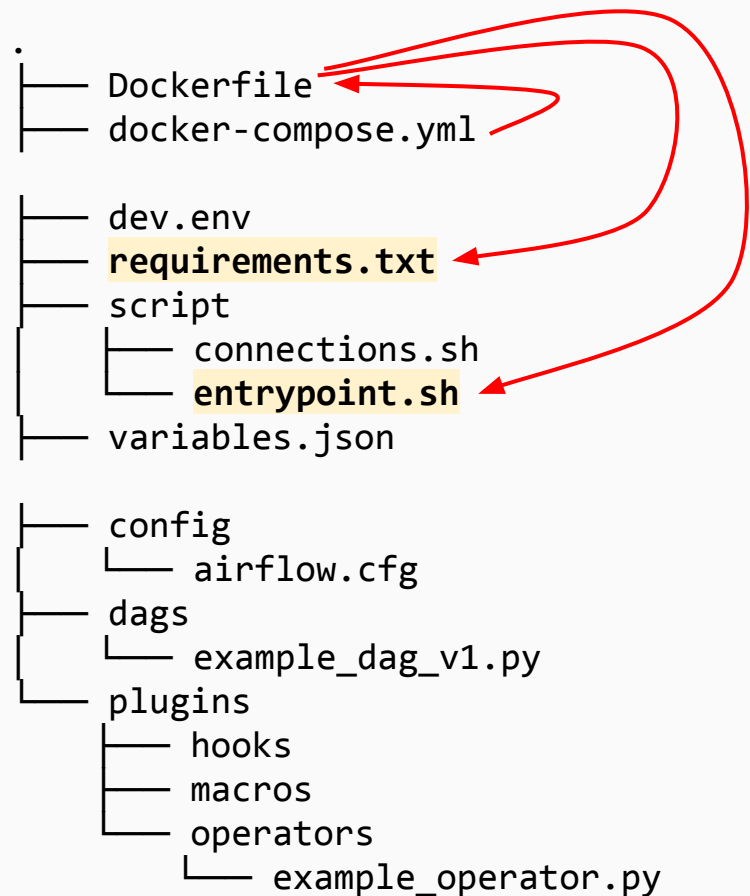 .
├── Dockerfile
├── docker-compose.yml
├── dev.env
├── requirements.txt
├── script
│   ├── connections.sh
│   └── entrypoint.sh
├── variables.json
├── config
│   └── airflow.cfg
├── dags
│   └── example_dag_v1.py
└── plugins
    ├── hooks
    ├── macros
    └── operators
        └── example_operator.py